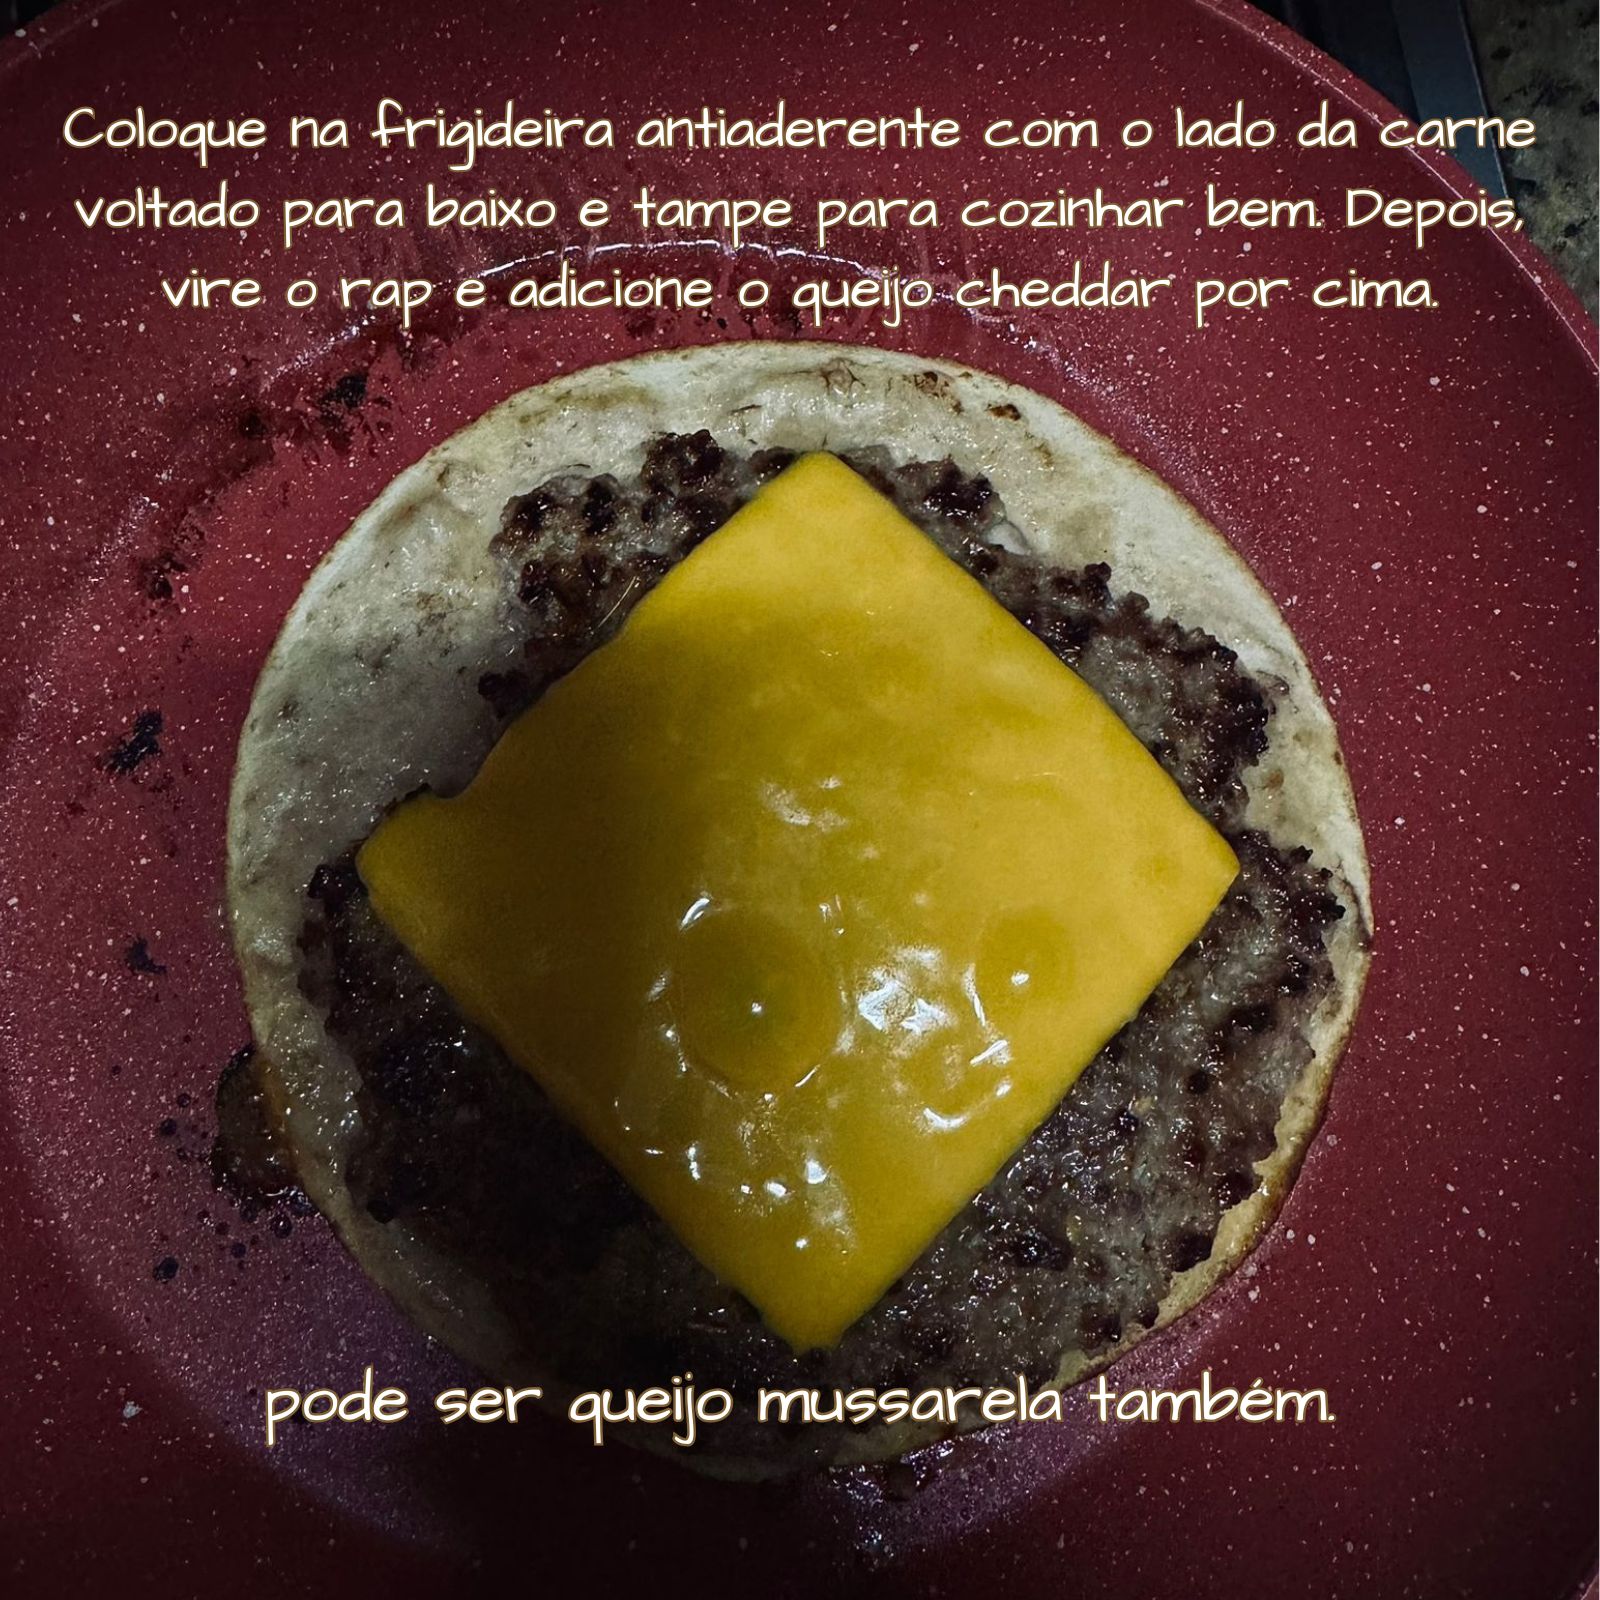 Coloque na frigideira antiaderente com o lado da carne
voltado para baixo e tampe para cozinhar bem. Depois,
vire o rap e adicione o queijo cheddar por cima.
pode ser queijo mussarela também.